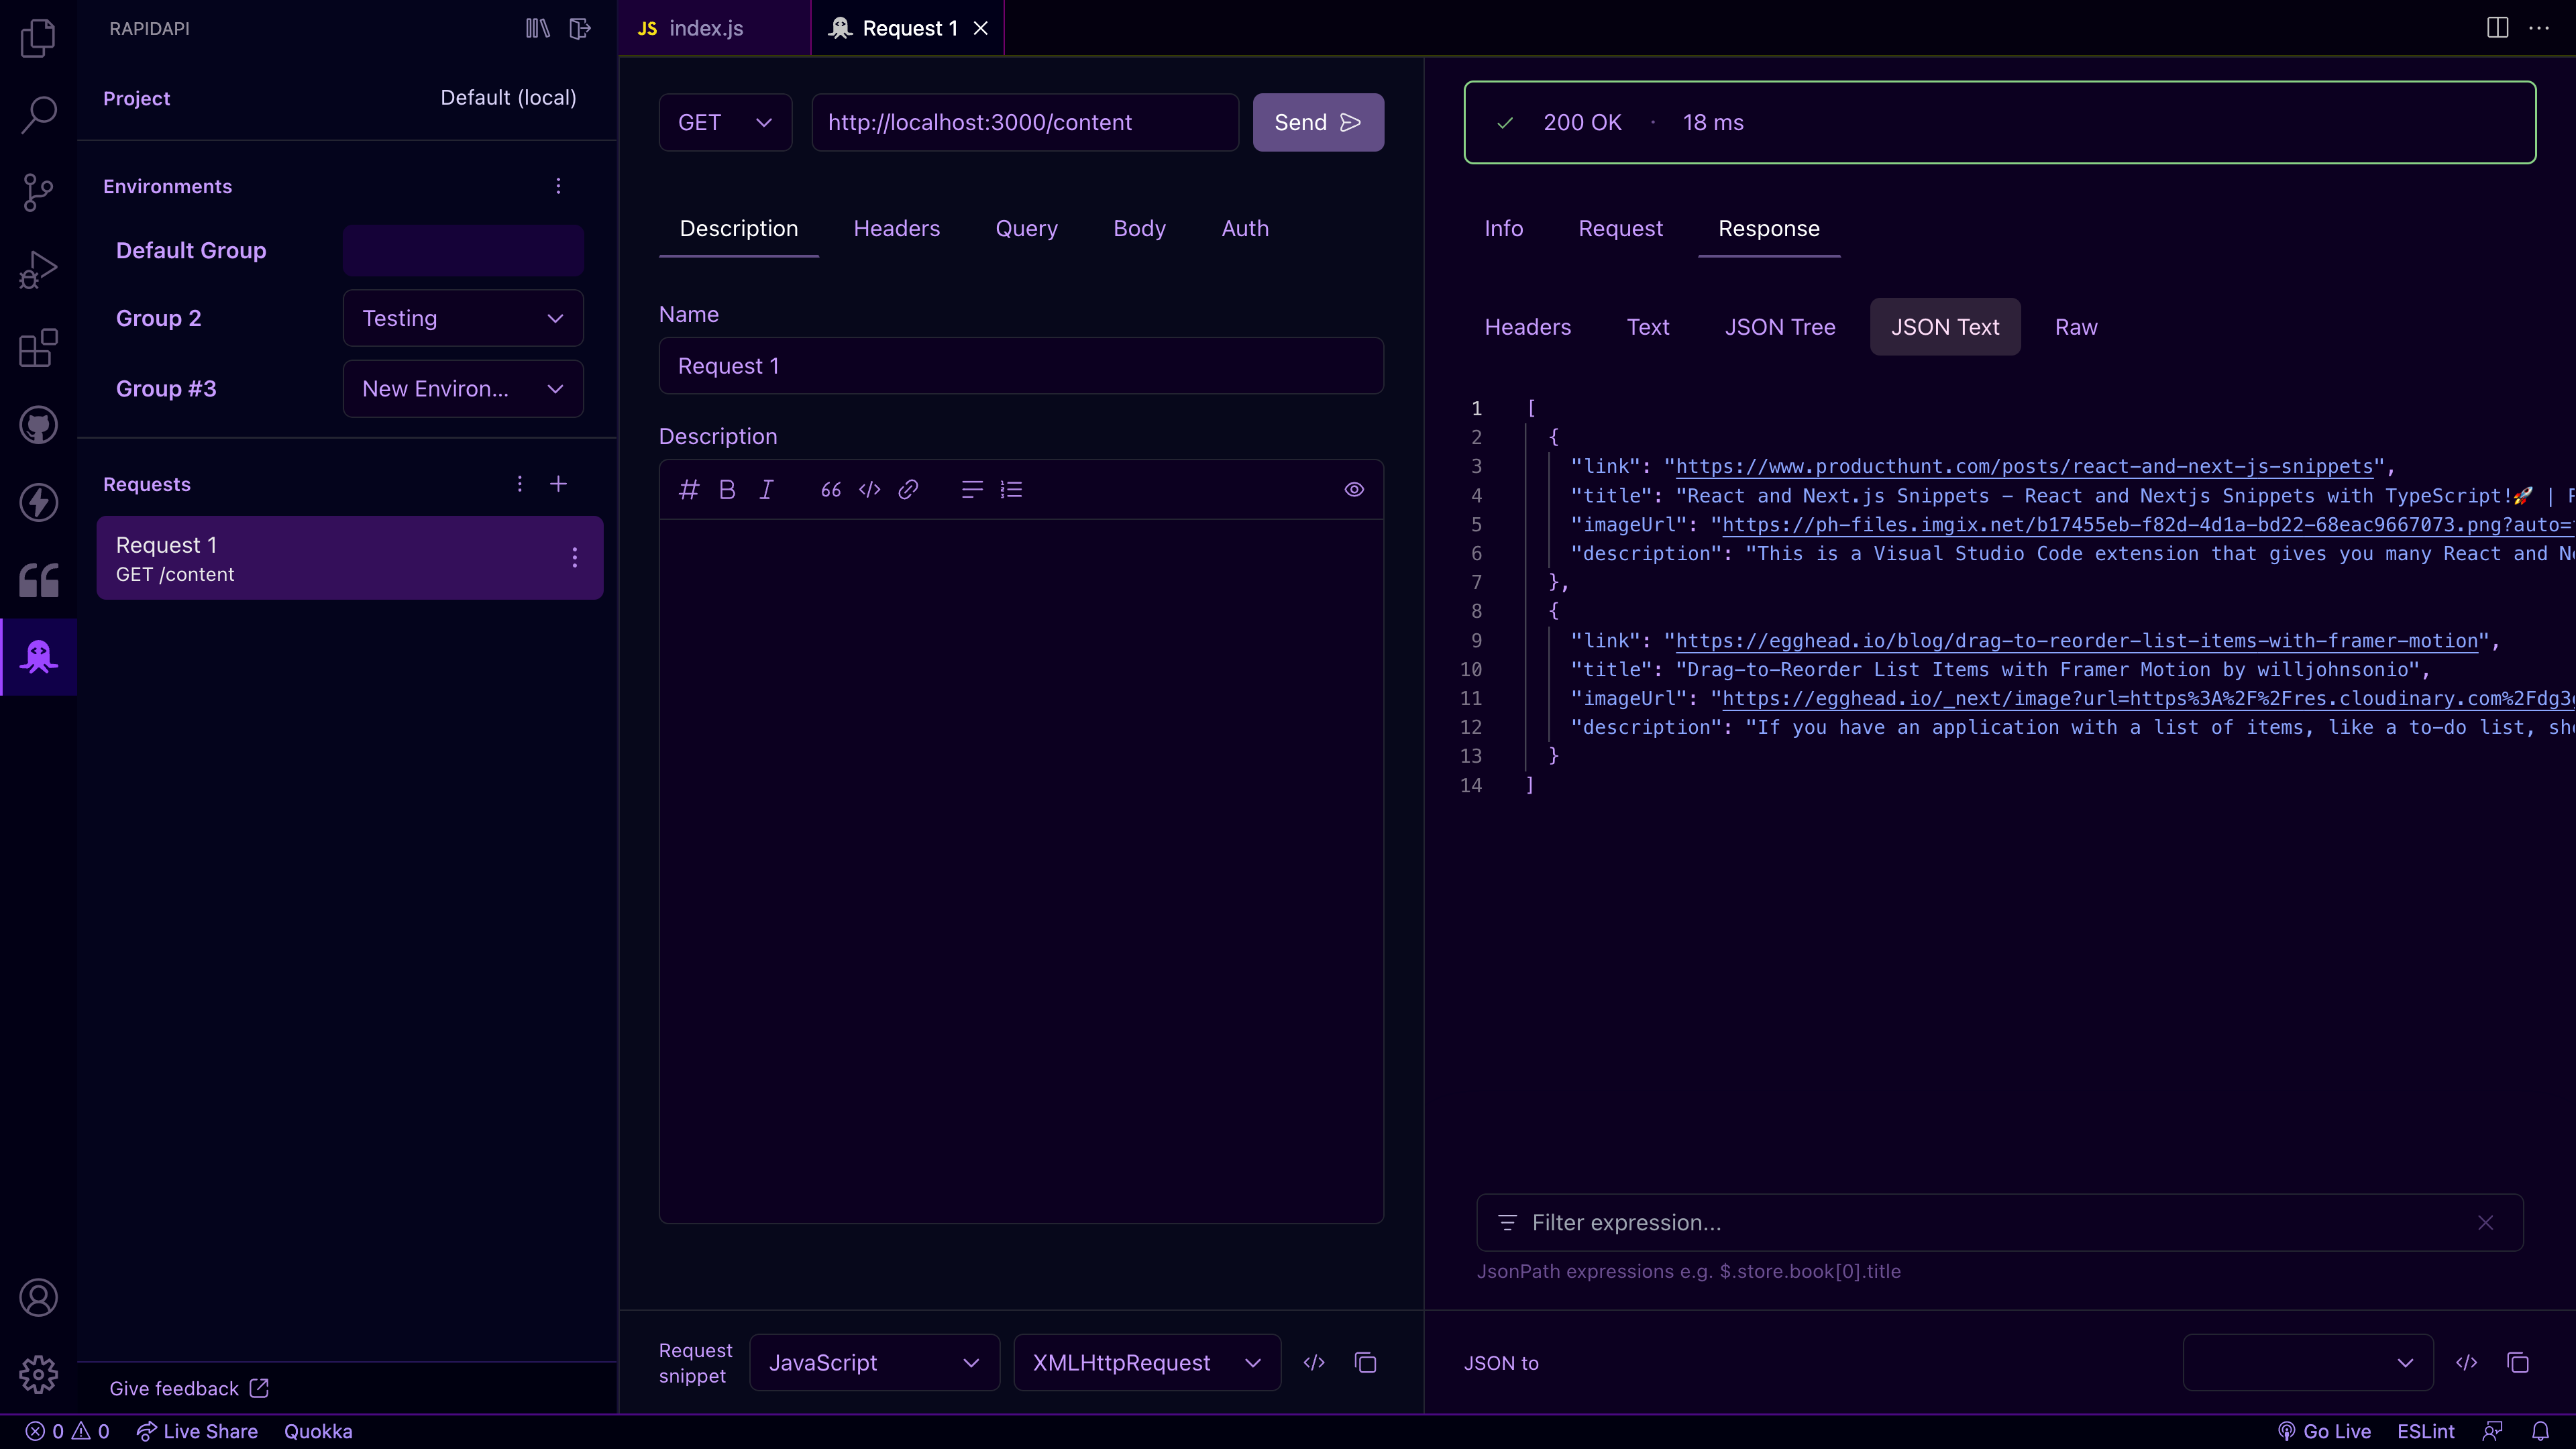 RAPIDAPI
Project
Default (local)
Environments
Default Group
Group 2
Testing
Group #3
New Environ...
Requests
Request 1
GET /content
Give feedback
JS index.js
Request 1
GET
http://localhost:3000/content
Send
Description
Headers
Query
Body
Auth
Name
Request 1
Description
Request
snippet
JavaScript
XMLHttpRequest
200 OK · 18 ms
Info
Request
Response
Headers
Text
JSON Tree
JSON Text
Raw
1 [
2 {
3 "link": "https://www.producthunt.com/posts/react-and-next-js-snippets",
4 "title": "React and Next.js Snippets - React and Nextjs Snippets with TypeScript!🚀 |
5 "imageUrl": "https://ph-files.imgix.net/b17455eb-f82d-4d1a-bd22-68eac9667073.png?auto=
6 "description": "This is a Visual Studio Code extension that gives you many React and
7 },
8 {
9 "link": "https://egghead.io/blog/drag-to-reorder-list-items-with-framer-motion",
10 "title": "Drag-to-Reorder List Items with Framer Motion by willjohnsonio",
11 "imageUrl": "https://egghead.io/_next/image?url=https%3A%2F%2Fres.cloudinary.com%2Fdg3
12 "description": "If you have an application with a list of items, like a to-do list,
13 }
14 ]
Filter expression...
JsonPath expressions e.g. $.store.book[0].title
JSON to
0 0
Live Share
Quokka
Go Live
ESLint